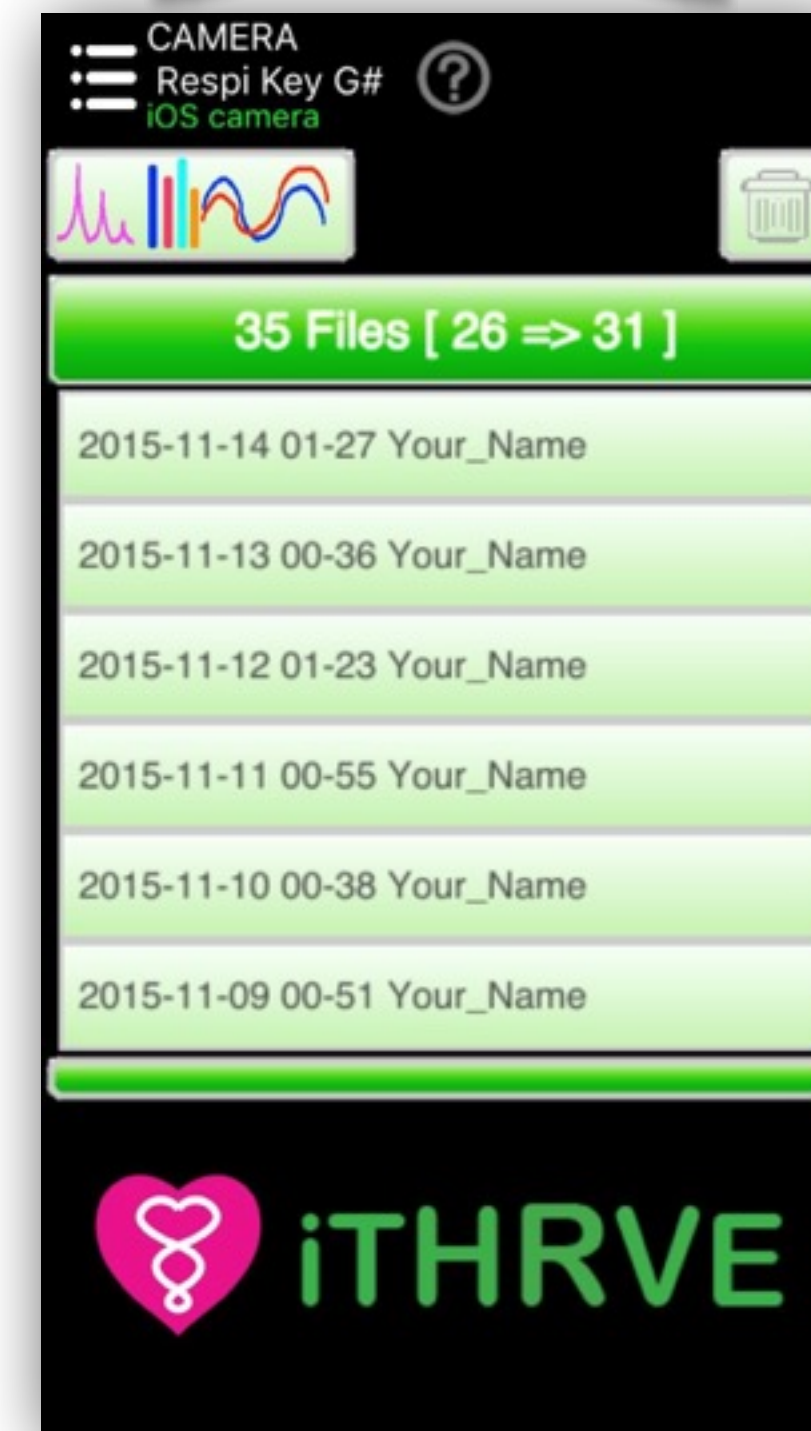 CAMERA
Respi Key G#
iOS camera
?
35 Files [ 26 => 31 ]
2015-11-14 01-27 Your_Name
2015-11-13 00-36 Your_Name
2015-11-12 01-23 Your_Name
2015-11-11 00-55 Your_Name
2015-11-10 00-38 Your_Name
2015-11-09 00-51 Your_Name
iTHRVE